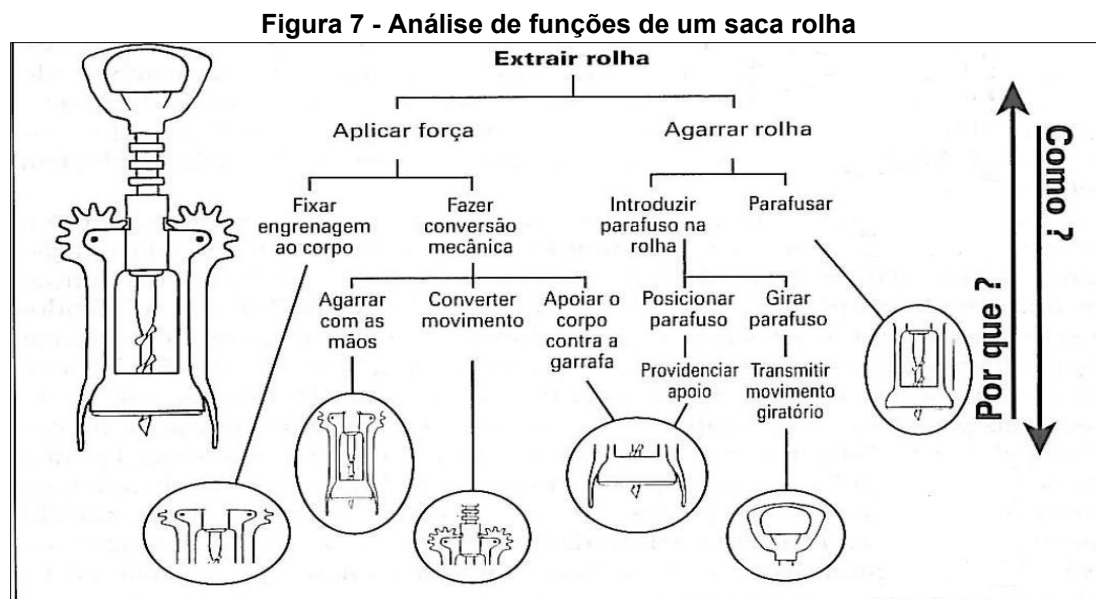 Figura 7 - Análise de funções de um saca rolha
Extrair rolha
Aplicar força
Agarrar rolha
Fixar
engrenagem
ao corpo
Fazer
conversão
mecânica
Introduzir
parafuso na
rolha
Parafusar
Agarrar
com as
mãos
Converter
movimento
Apoiar o
corpo
contra a
garrafa
Posicionar
parafuso
Girar
parafuso
Providenciar
apoio
Transmitir
movimento
giratório
Por que ?
Como ?